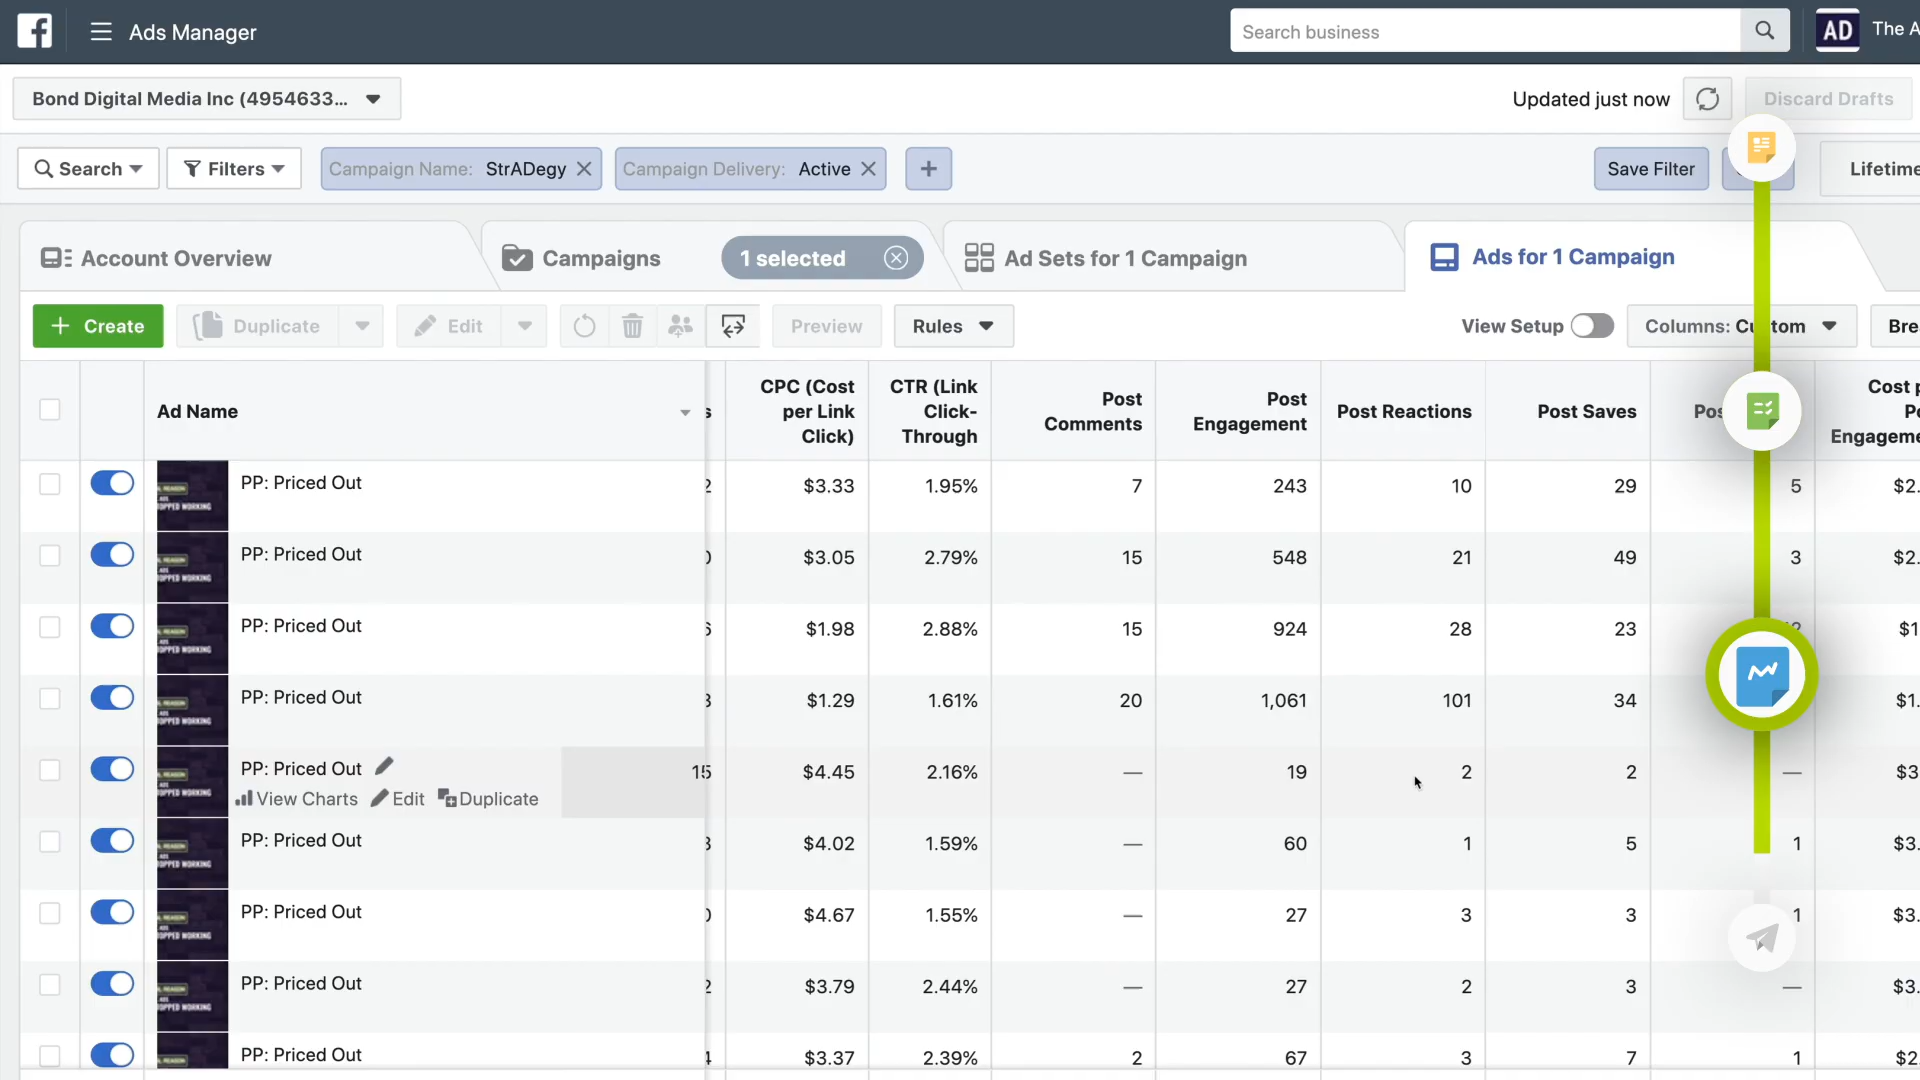 Ads Manager
Search business
AD
The A
Bond Digital Media Inc (4954633...
Updated just now
Discard Drafts
Search
Filters
Campaign Name: StrADegy
Campaign Delivery: Active
Save Filter
Lifetime
Account Overview
Campaigns
1 selected
Ad Sets for 1 Campaign
Ads for 1 Campaign
+ Create
Duplicate
Edit
Preview
Rules
View Setup
Columns: Custom
Bre
Ad Name
s
CPC (Cost per Link Click)
CTR (Link Click-Through
Post Comments
Post Engagement
Post Reactions
Post Saves
Pos
Cost p
Po
Engageme
PP: Priced Out 2 $3.33 1.95% 7 243 10 29 5 $2.
PP: Priced Out 0 $3.05 2.79% 15 548 21 49 3 $2.
PP: Priced Out 6 $1.98 2.88% 15 924 28 23 $1
PP: Priced Out 3 $1.29 1.61% 20 1,061 101 34 $1.
PP: Priced Out 15 $4.45 2.16% — 19 2 2 — $3
View Charts Edit Duplicate
PP: Priced Out 3 $4.02 1.59% — 60 1 5 1 $3.
PP: Priced Out 0 $4.67 1.55% — 27 3 3 1 $3.
PP: Priced Out 2 $3.79 2.44% — 27 2 3 — $3.
PP: Priced Out 4 $3.37 2.39% 2 67 3 7 1 $2